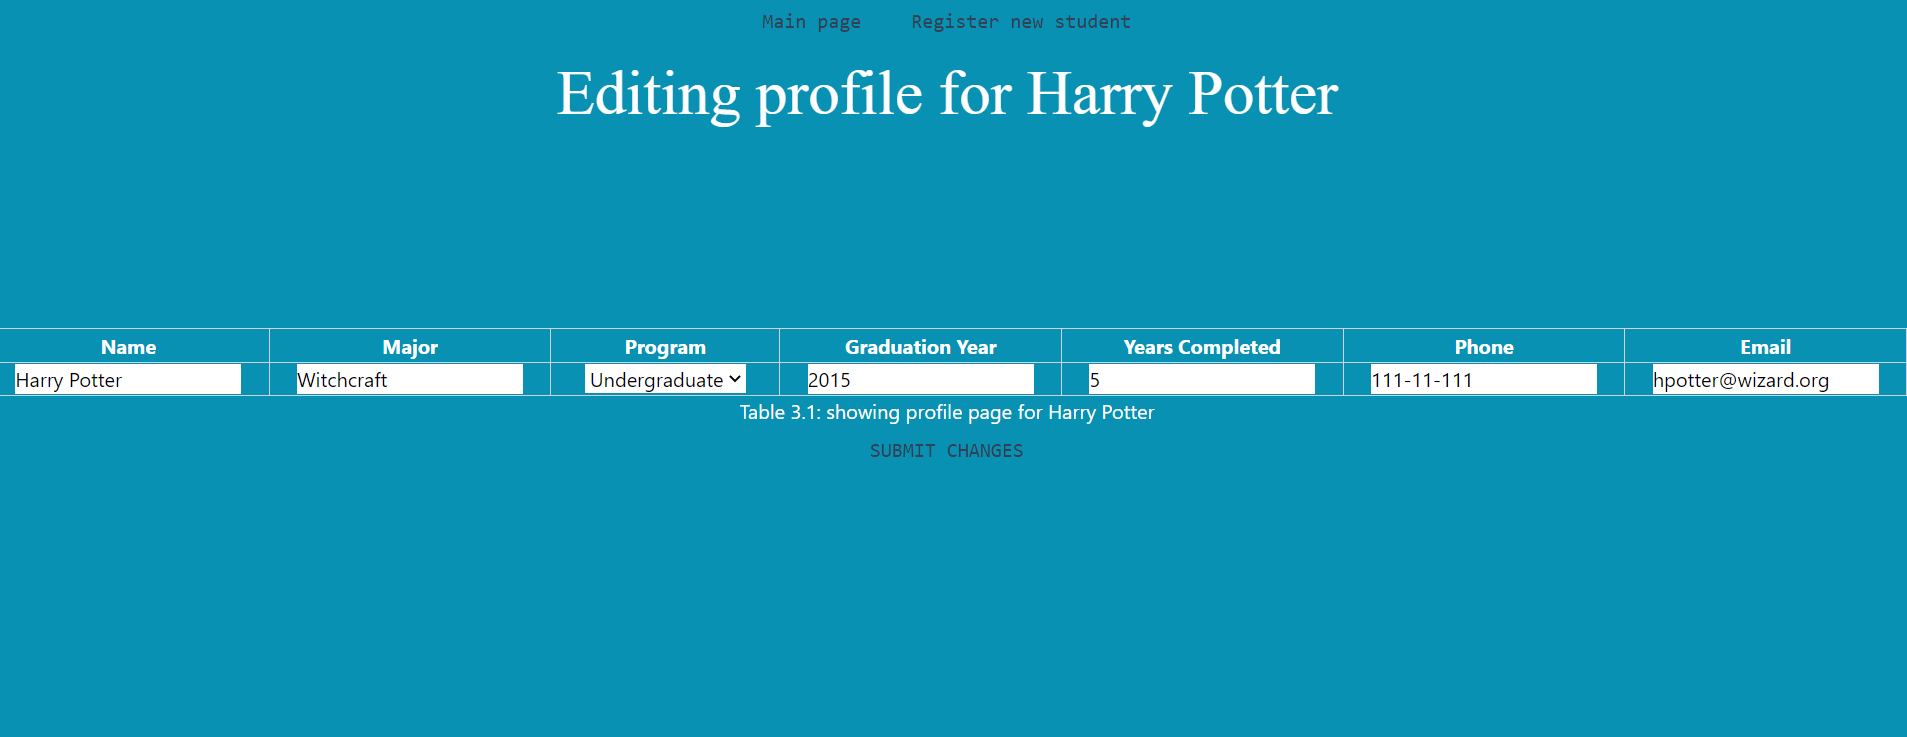 Main page Register new student
Editing profile for Harry Potter
Name Major Program Graduation Year Years Completed Phone Email
Harry Potter Witchcraft Undergraduate 2015 5 111-11-111 hpotter@wizard.org
Table 3.1: showing profile page for Harry Potter
SUBMIT CHANGES